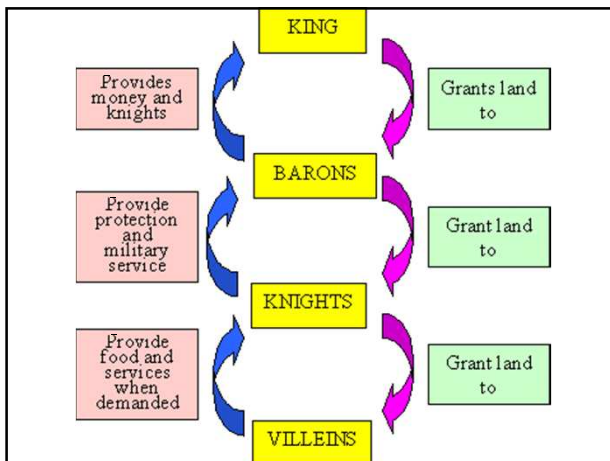 KING
Provides
money and
knights
Grants land
to
BARONS
Provide
protection
and
military
service
Grant land
to
KNIGHTS
Provide
food and
services
when
demanded
Grant land
to
VILLEINS